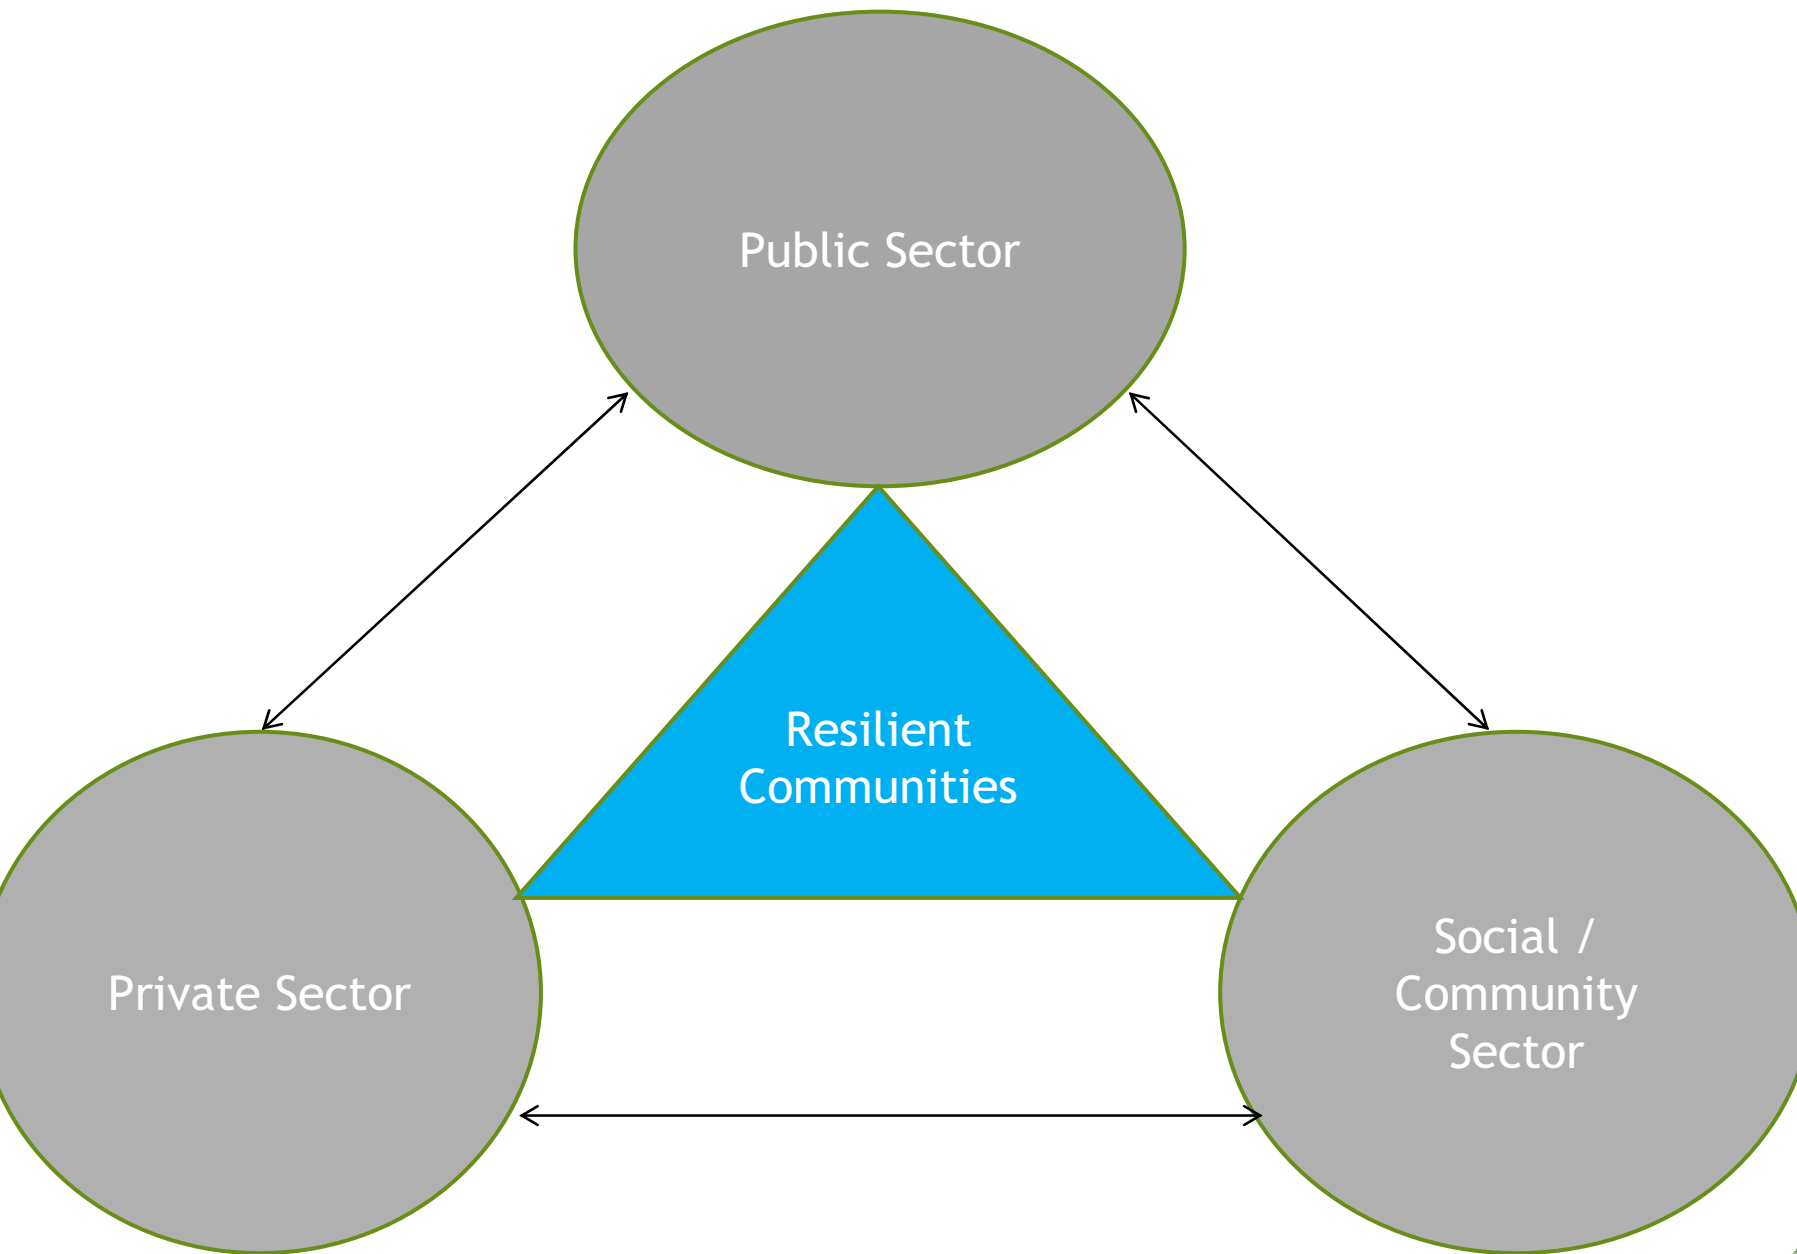 Public Sector
Resilient
Communities
Private Sector
Social /
Community
Sector